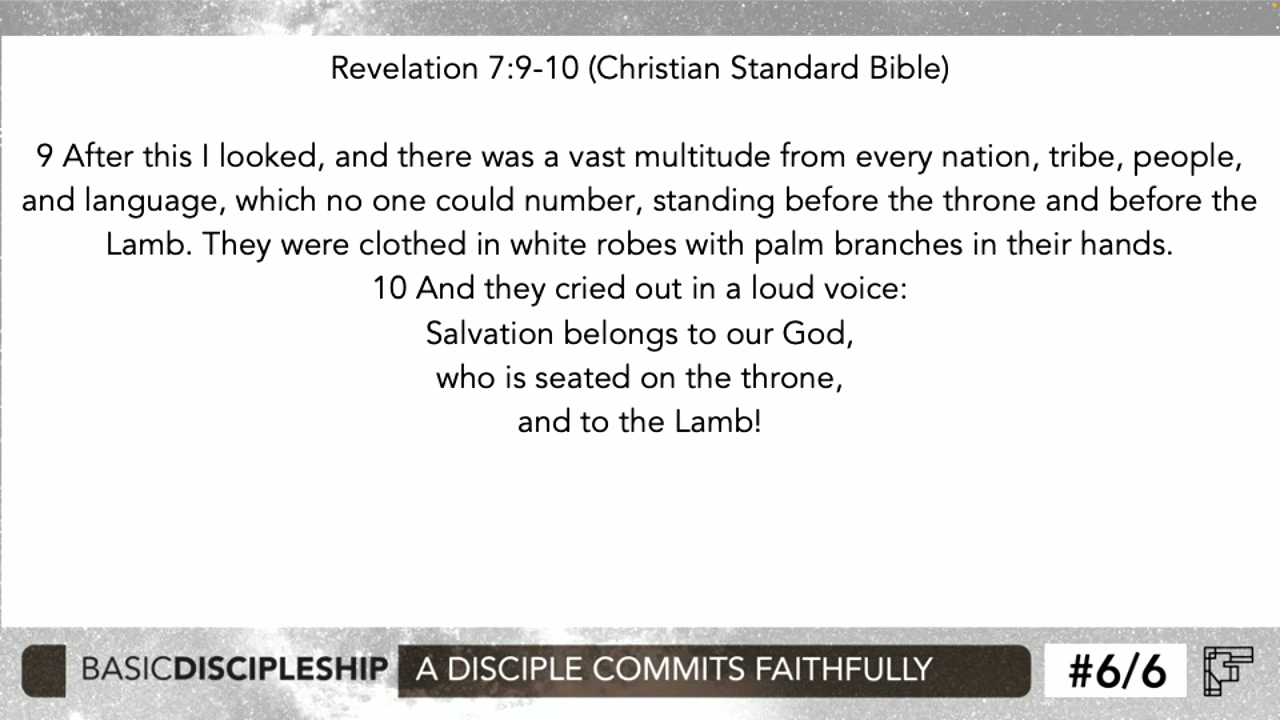 Revelation 7:9-10 (Christian Standard Bible)
9 After this I looked, and there was a vast multitude from every nation, tribe, people,
and language, which no one could number, standing before the throne and before the
Lamb. They were clothed in white robes with palm branches in their hands.
10 And they cried out in a loud voice:
Salvation belongs to our God,
who is seated on the throne,
and to the Lamb!
BASICDISCIPLESHIP A DISCIPLE COMMITS FAITHFULLY #6/6